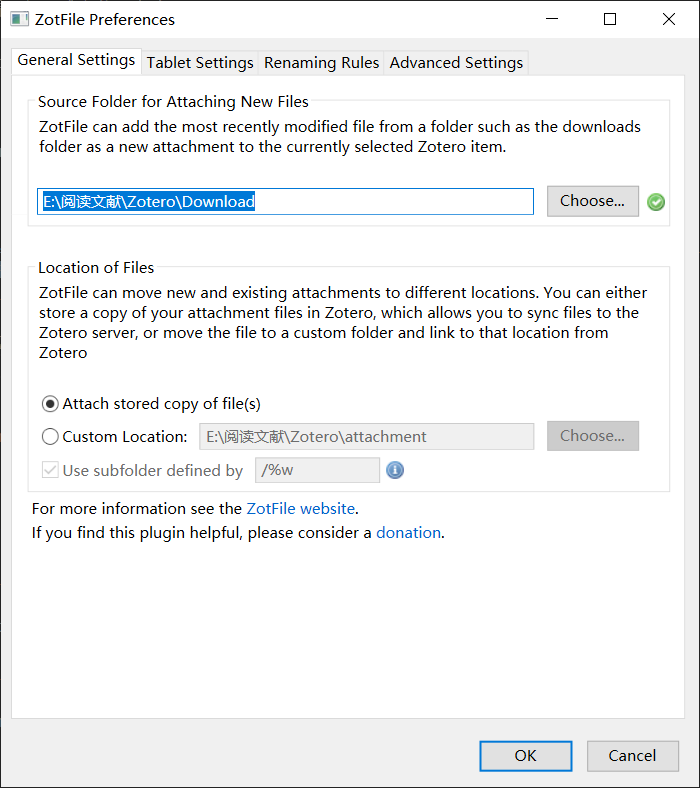 ZotFile Preferences
General Settings
Tablet Settings
Renaming Rules
Advanced Settings
Source Folder for Attaching New Files
ZotFile can add the most recently modified file from a folder such as the downloads
folder as a new attachment to the currently selected Zotero item.
E:\阅读文献\Zotero\Download
Choose...
Location of Files
ZotFile can move new and existing attachments to different locations. You can either
store a copy of your attachment files in Zotero, which allows you to sync files to the
Zotero server, or move the file to a custom folder and link to that location from
Zotero
Attach stored copy of file(s)
Custom Location:
E:\阅读文献\Zotero\attachment
Choose...
Use subfolder defined by
/%w
For more information see the ZotFile website.
If you find this plugin helpful, please consider a donation.
OK
Cancel